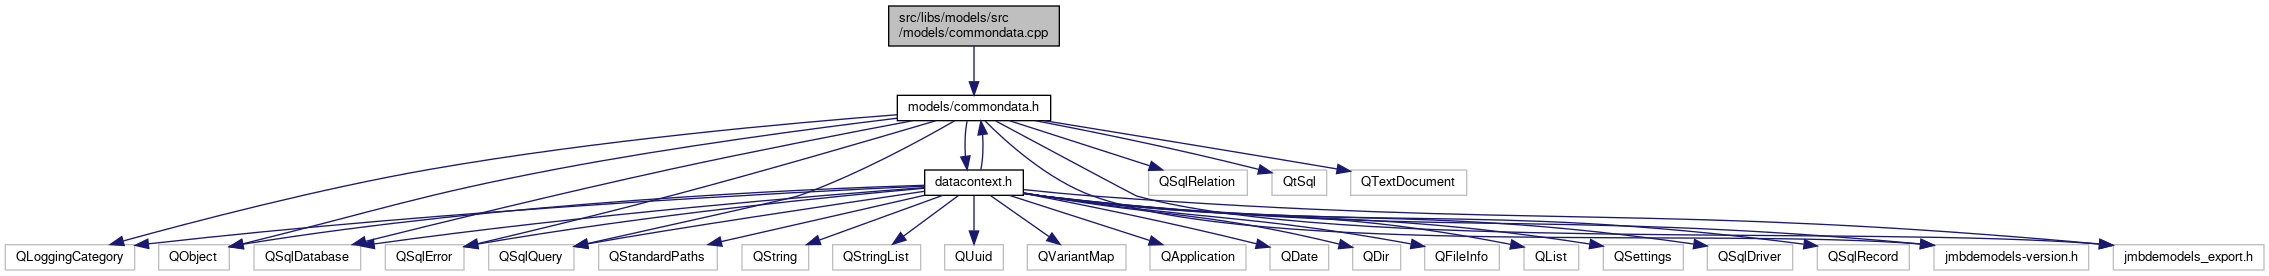 src/libs/models/src
/models/commondata.cpp
models/commondata.h
datacontext.h
QSqlRelation
QtSql
QTextDocument
QLoggingCategory
QObject
QSqlDatabase
QSqlError
QSqlQuery
QStandardPaths
QString
QStringList
QUuid
QVariantMap
QApplication
QDate
QDir
QFileInfo
QList
QSettings
QSqlDriver
QSqlRecord
jmbdemodels-version.h
jmbdemodels_export.h